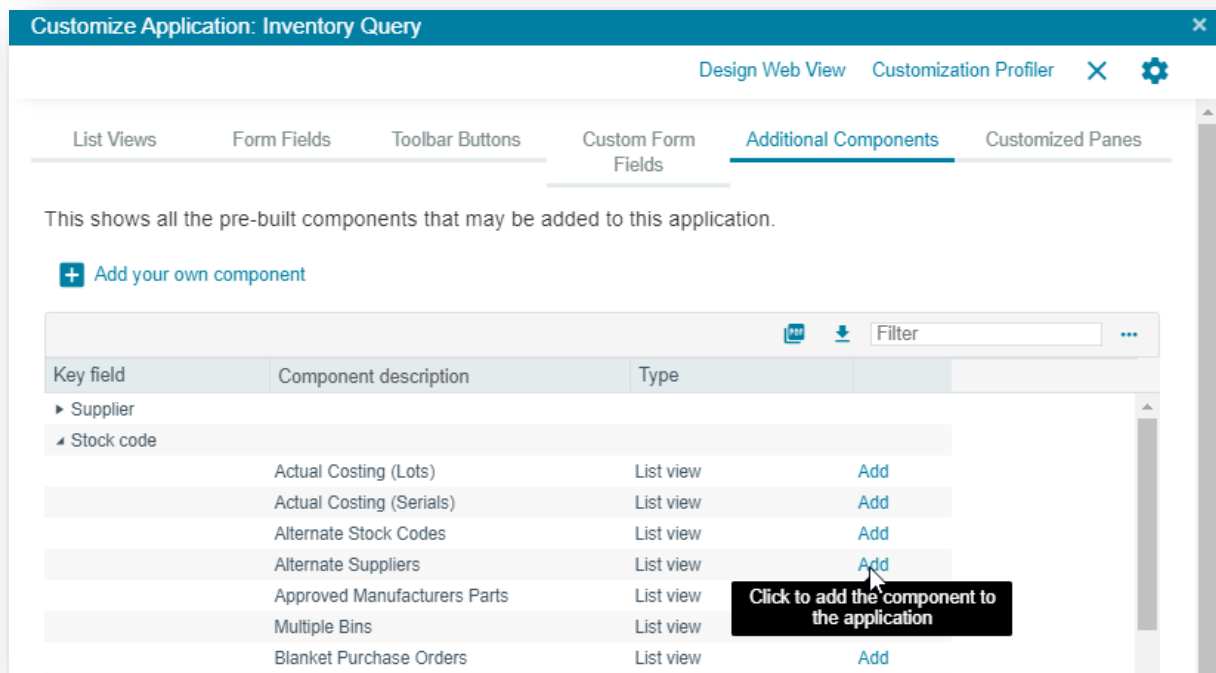 Customize Application: Inventory Query
Design Web View Customization Profiler
List Views Form Fields Toolbar Buttons Custom Form Fields Additional Components Customized Panes
This shows all the pre-built components that may be added to this application.
Add your own component
PDF Filter
Key field Component description Type
Supplier
Stock code
Actual Costing (Lots) List view Add
Actual Costing (Serials) List view Add
Alternate Stock Codes List view Add
Alternate Suppliers List view Add
Approved Manufacturers Parts List view
Click to add the component to
the application
Multiple Bins List view
Blanket Purchase Orders List view Add